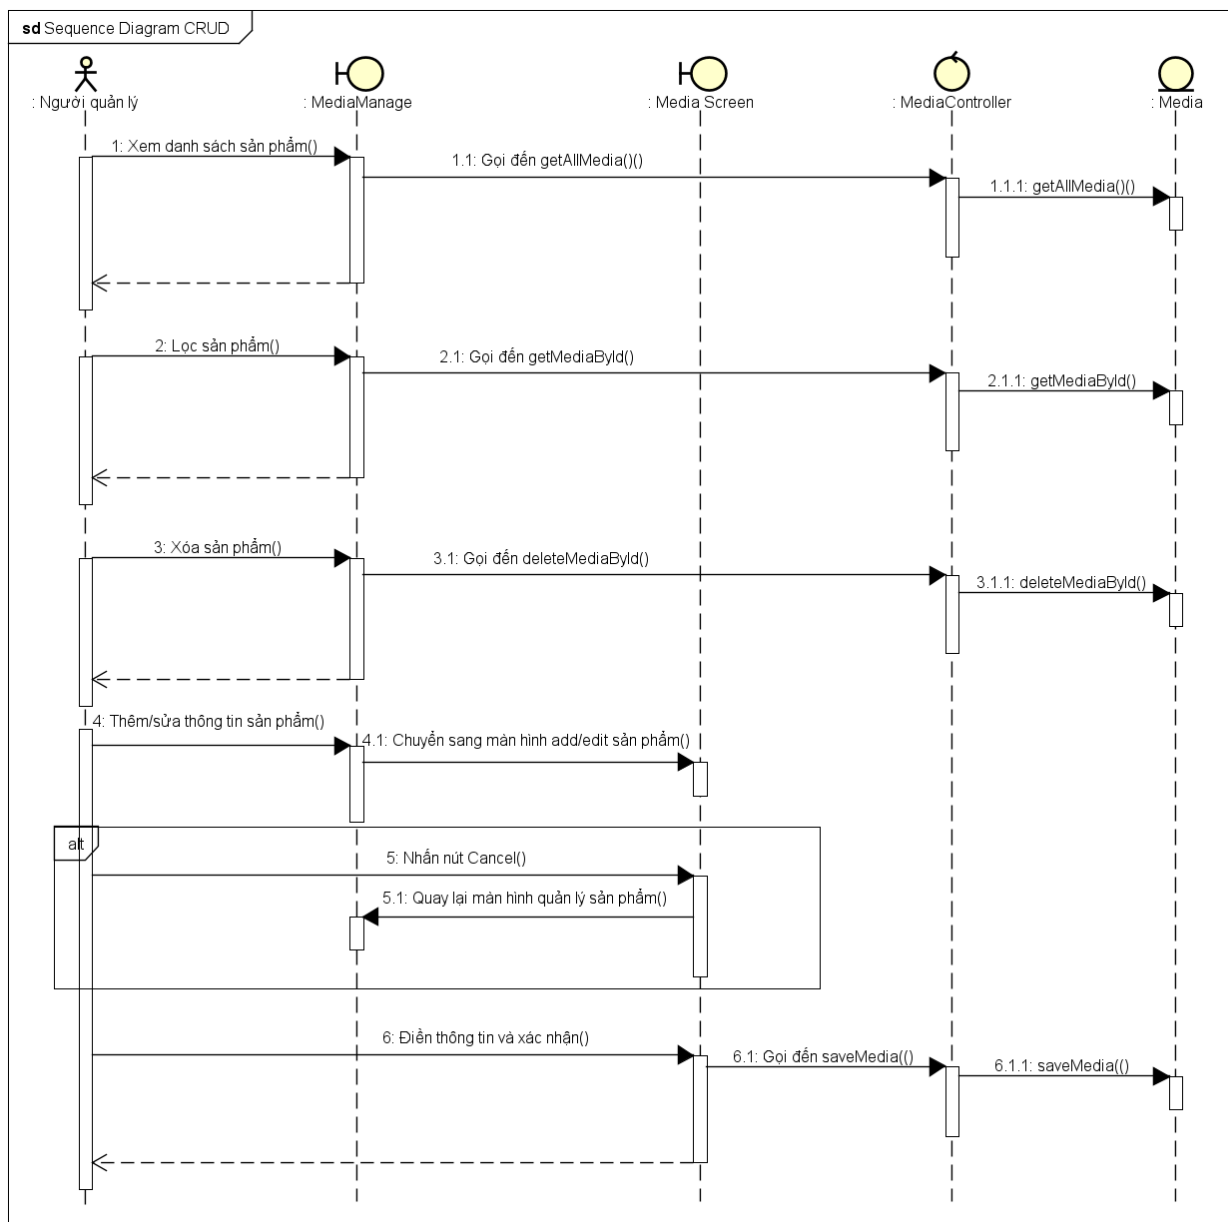 sd Sequence Diagram CRUD
: Người quản lý
: MediaManage
: Media Screen
: MediaController
: Media
1: Xem danh sách sản phẩm()
1.1: Gọi đến getAllMedia()()
1.1.1: getAllMedia()()
2: Lọc sản phẩm()
2.1: Gọi đến getMediaById()
2.1.1: getMediaById()
3: Xóa sản phẩm()
3.1: Gọi đến deleteMediaById()
3.1.1: deleteMediaById()
4: Thêm/sửa thông tin sản phẩm()
4.1: Chuyển sang màn hình add/edit sản phẩm()
alt
5: Nhấn nút Cancel()
5.1: Quay lại màn hình quản lý sản phẩm()
6: Điền thông tin và xác nhận()
6.1: Gọi đến saveMedia(()
6.1.1: saveMedia(()